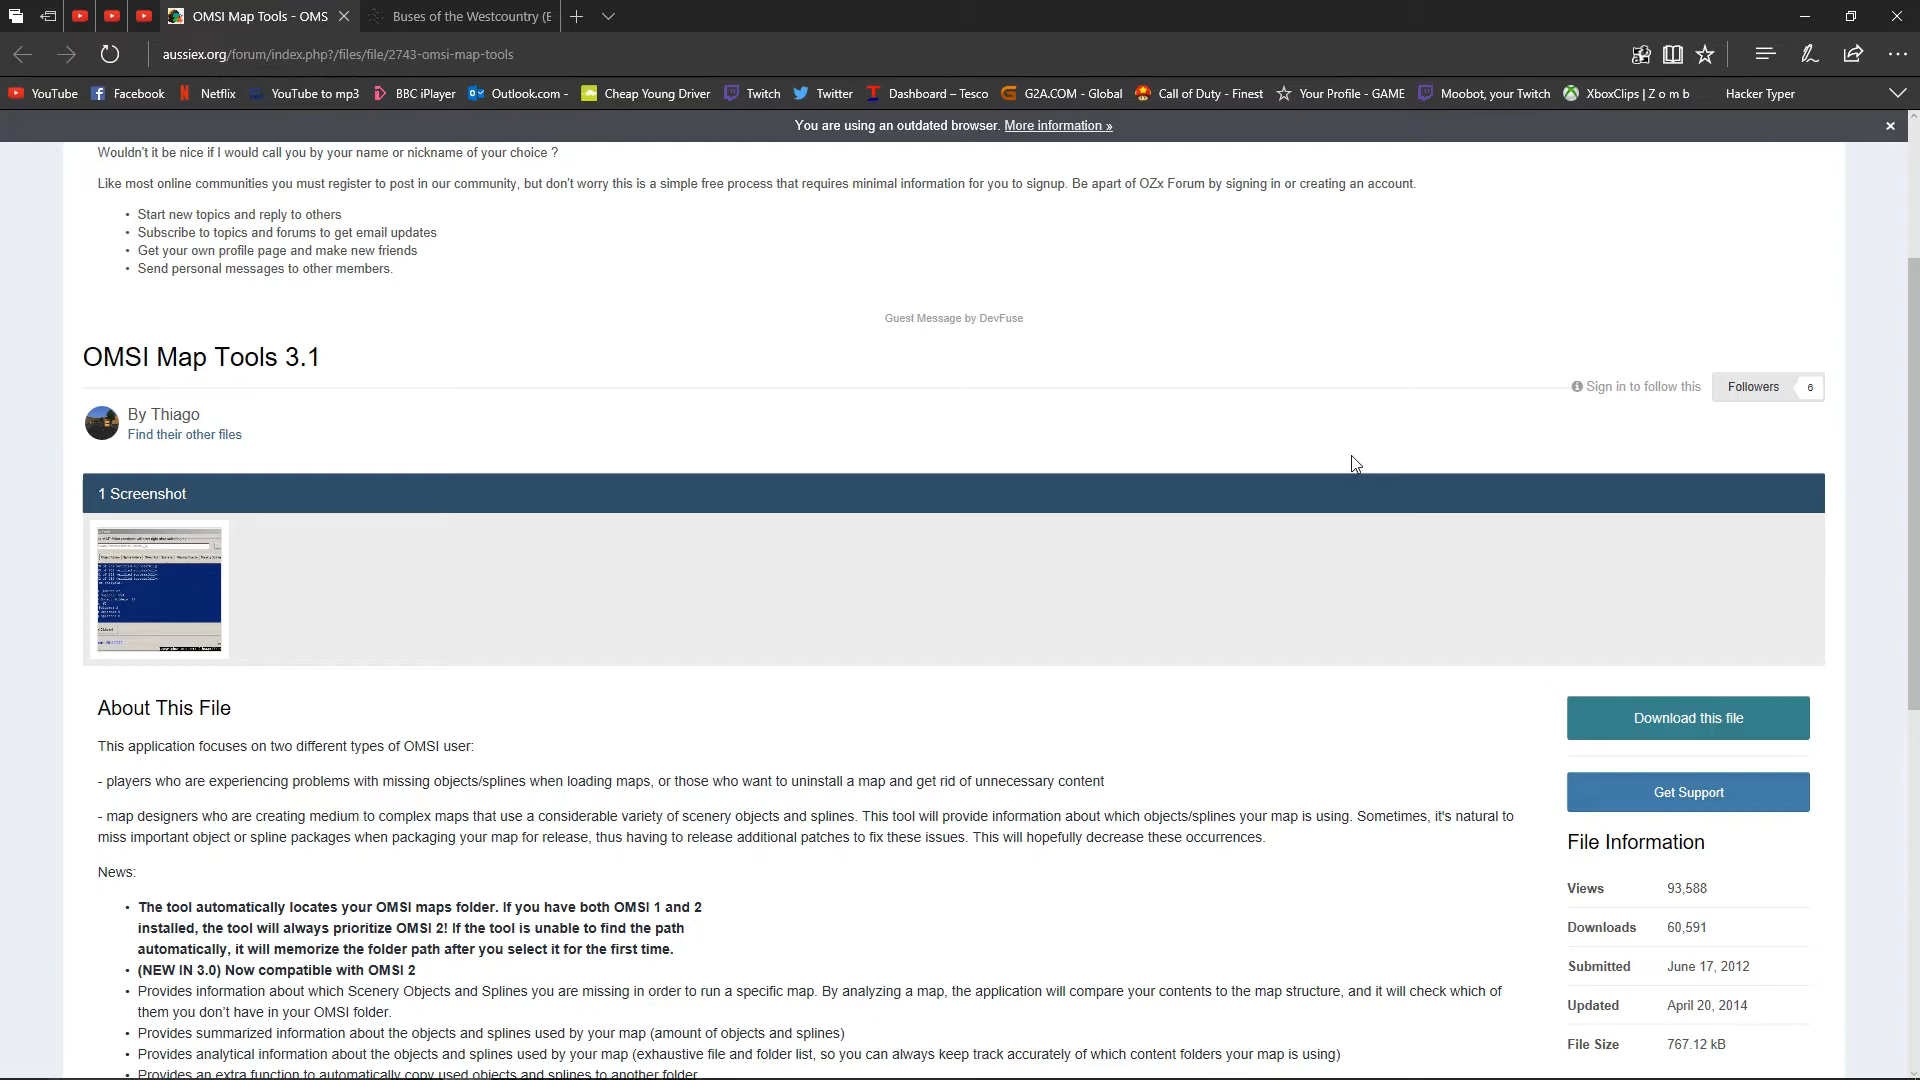 OMSI Map Tools - OMS
Buses of the Westcountry (E
aussiex.org/forum/index.php?/files/file/2743-omsi-map-tools
YouTube Facebook Netflix YouTube to mp3 BBC iPlayer Outlook.com - Cheap Young Driver Twitch Twitter Dashboard – Tesco G2A.COM - Global Call of Duty - Finest Your Profile - GAME Moobot, your Twitch XboxClips | Z o m b Hacker Typer
You are using an outdated browser. More information »
Wouldn't it be nice if I would call you by your name or nickname of your choice ?
Like most online communities you must register to post in our community, but don't worry this is a simple free process that requires minimal information for you to signup. Be apart of OZx Forum by signing in or creating an account.
• Start new topics and reply to others
• Subscribe to topics and forums to get email updates
• Get your own profile page and make new friends
• Send personal messages to other members.
Guest Message by DevFuse
OMSI Map Tools 3.1
Sign in to follow this Followers 6
By Thiago
Find their other files
1 Screenshot
About This File
This application focuses on two different types of OMSI user:
- players who are experiencing problems with missing objects/splines when loading maps, or those who want to uninstall a map and get rid of unnecessary content
- map designers who are creating medium to complex maps that use a considerable variety of scenery objects and splines. This tool will provide information about which objects/splines your map is using. Sometimes, it's natural to
miss important object or spline packages when packaging your map for release, thus having to release additional patches to fix these issues. This will hopefully decrease these occurrences.
News:
• The tool automatically locates your OMSI maps folder. If you have both OMSI 1 and 2
installed, the tool will always prioritize OMSI 2! If the tool is unable to find the path
automatically, it will memorize the folder path after you select it for the first time.
• (NEW IN 3.0) Now compatible with OMSI 2
• Provides information about which Scenery Objects and Splines you are missing in order to run a specific map. By analyzing a map, the application will compare your contents to the map structure, and it will check which of
them you don't have in your OMSI folder.
• Provides summarized information about the objects and splines used by your map (amount of objects and splines)
• Provides analytical information about the objects and splines used by your map (exhaustive file and folder list, so you can always keep track accurately of which content folders your map is using)
• Provides an extra function to automatically copy used objects and splines to another folder
Download this file
Get Support
File Information
Views 93,588
Downloads 60,591
Submitted June 17, 2012
Updated April 20, 2014
File Size 767.12 kB